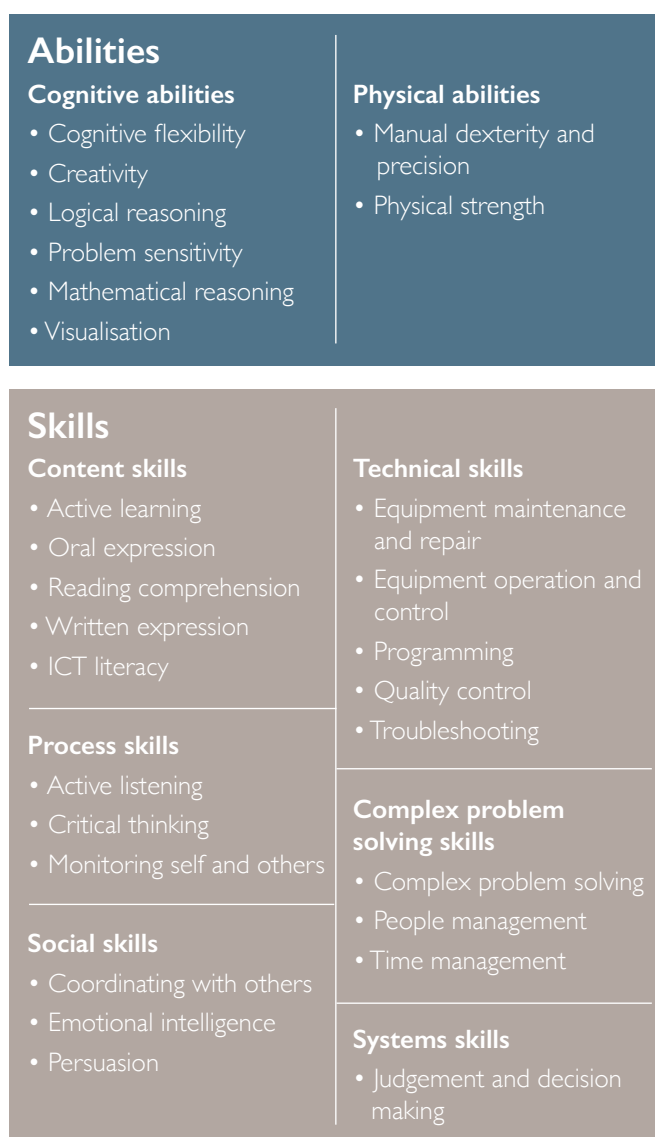 Abilities
Cognitive abilities
• Cognitive flexibility
• Creativity
• Logical reasoning
• Problem sensitivity
• Mathematical reasoning
• Visualisation
Physical abilities
• Manual dexterity and
precision
• Physical strength
Skills
Content skills
• Active learning
• Oral expression
• Reading comprehension
• Written expression
• ICT literacy
Process skills
• Active listening
• Critical thinking
• Monitoring self and others
Social skills
• Coordinating with others
• Emotional intelligence
• Persuasion
Technical skills
• Equipment maintenance
and repair
• Equipment operation and
control
• Programming
• Quality control
• Troubleshooting
Complex problem
solving skills
• Complex problem solving
• People management
• Time management
Systems skills
• Judgement and decision
making